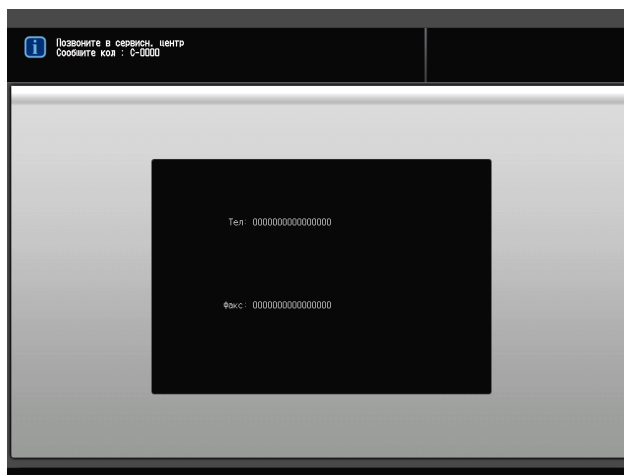 Позвоните в сервисн. центр
Сообщите код : C-0000
Тел: 0000000000000000
Факс: 0000000000000000